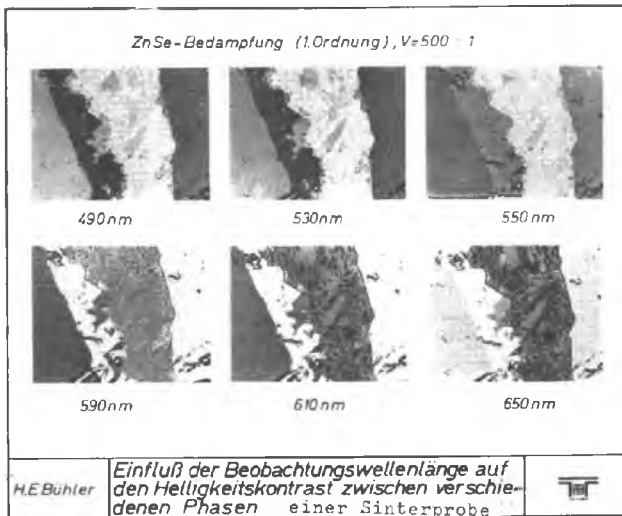 ZnSe-Bedampfung (1.Ordnung), V=500 : 1
490nm
530nm
550nm
590nm
610nm
650nm
H.E.Bühler
Einfluß der Beobachtungswellenlänge auf
den Helligkeitskontrast zwischen verschie-
denen Phasen einer Sinterprobe